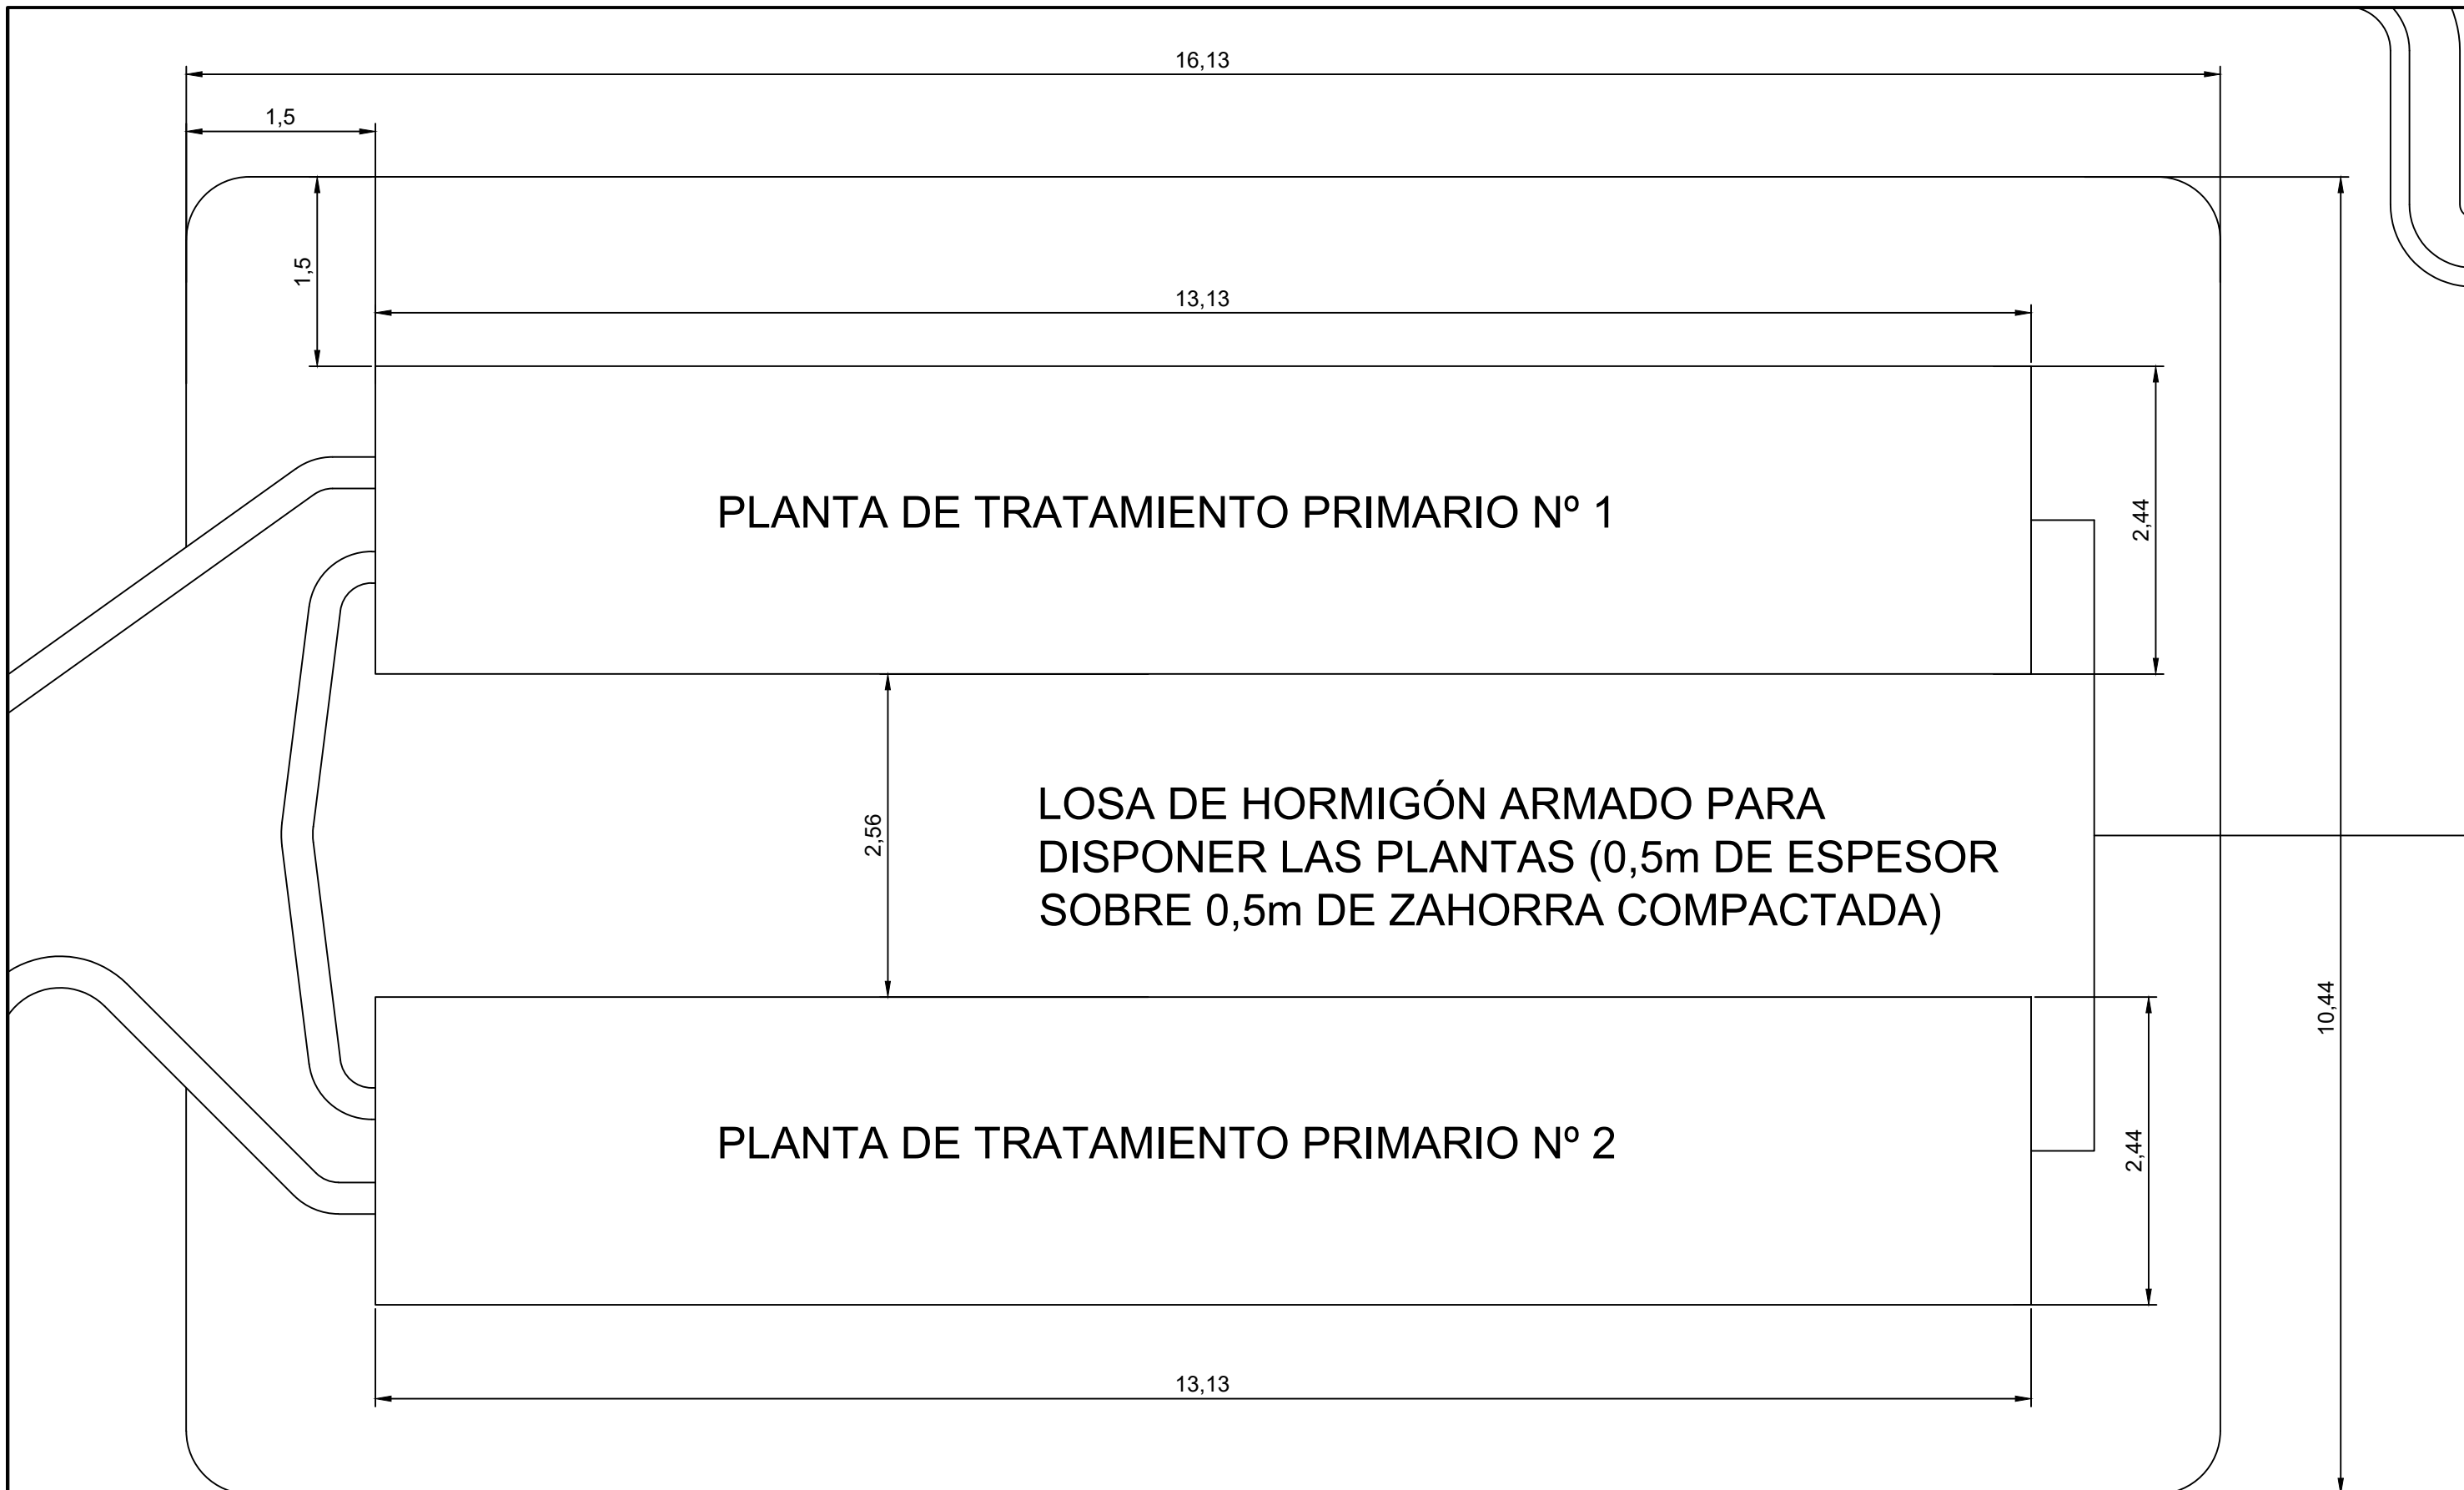 16,13
1,5
1,5
13,13
PLANTA DE TRATAMIENTO PRIMARIO Nº 1
2,44
2,56
LOSA DE HORMIGÓN ARMADO PARA
DISPONER LAS PLANTAS (0,5m DE ESPESOR
SOBRE 0,5m DE ZAHORRA COMPACTADA)
10,44
PLANTA DE TRATAMIENTO PRIMARIO Nº 2
2,44
13,13